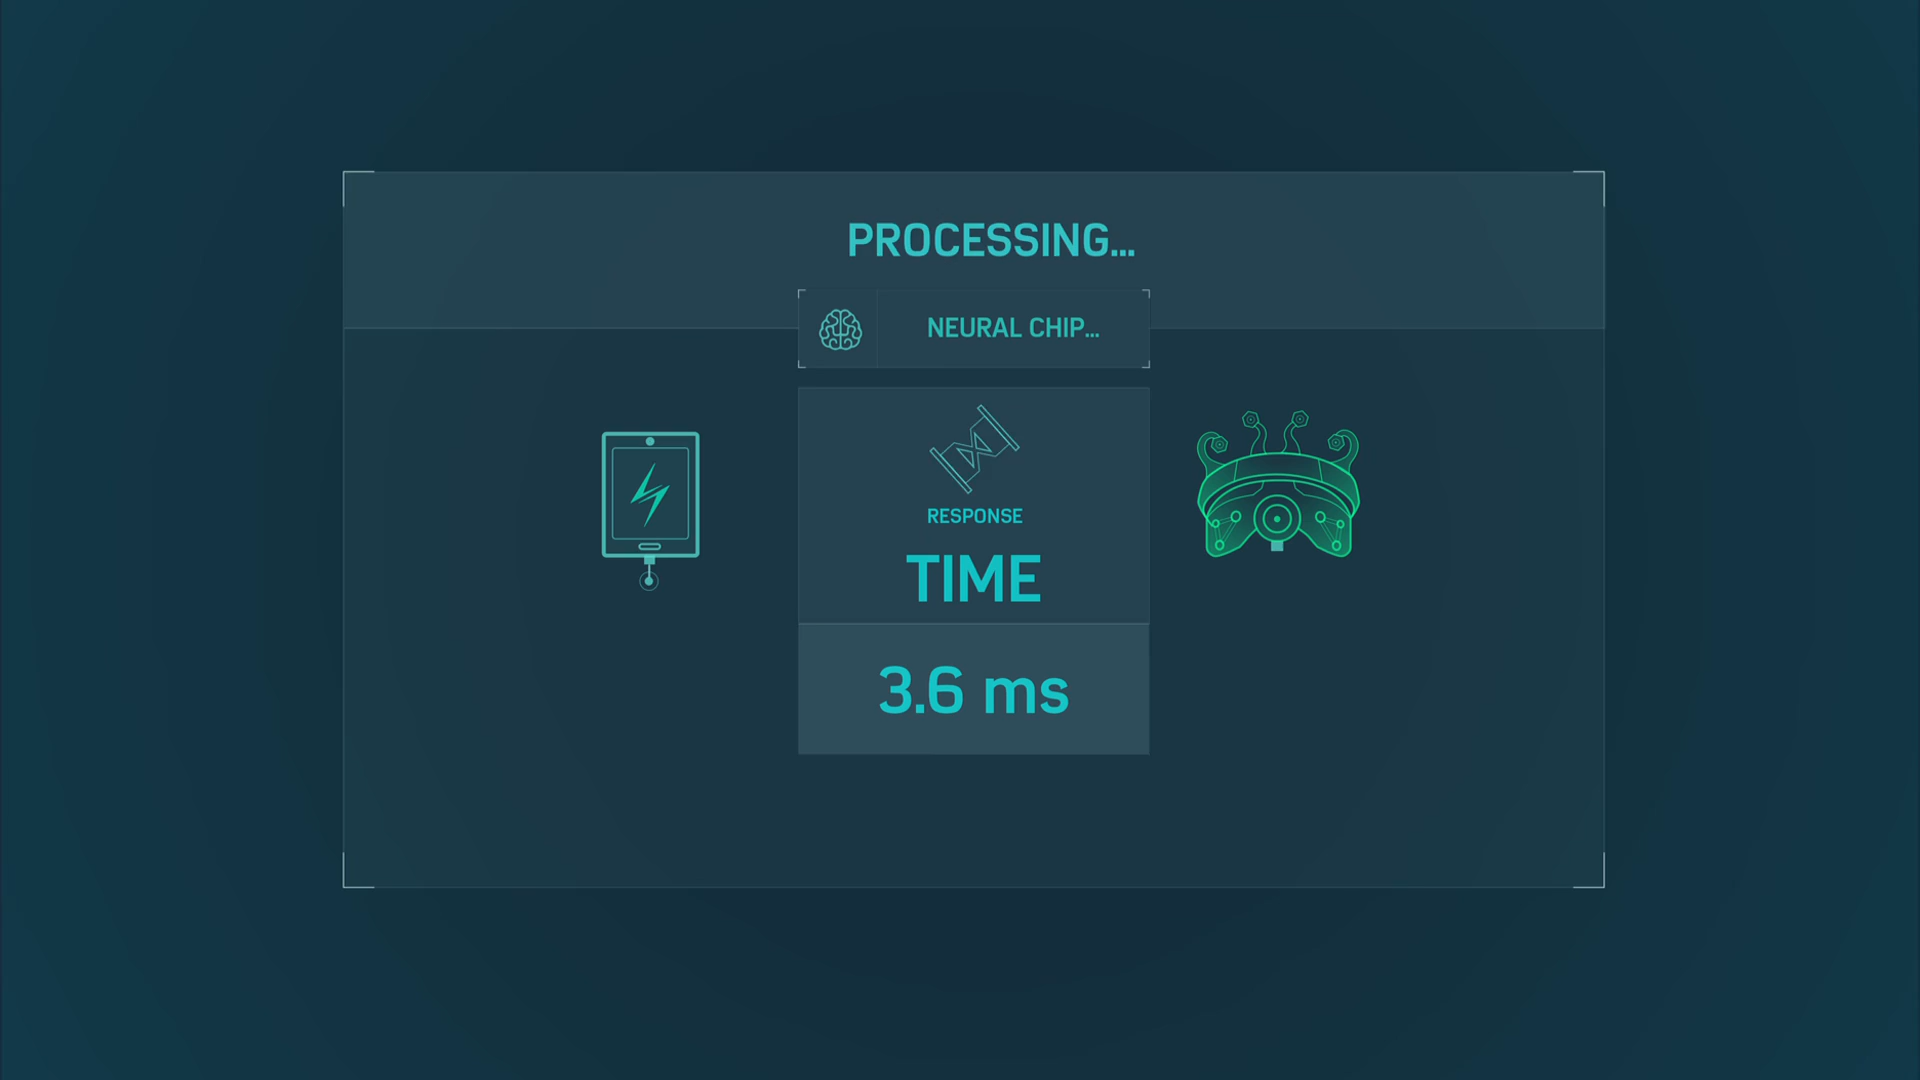 PROCESSING...
NEURAL CHIP...
RESPONSE
TIME
3.6 ms